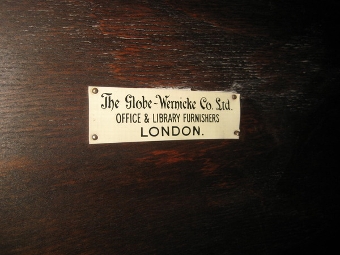 The Globe-Wernicke Co. Ltd.
OFFICE & LIBRARY FURNISHERS
LONDON.